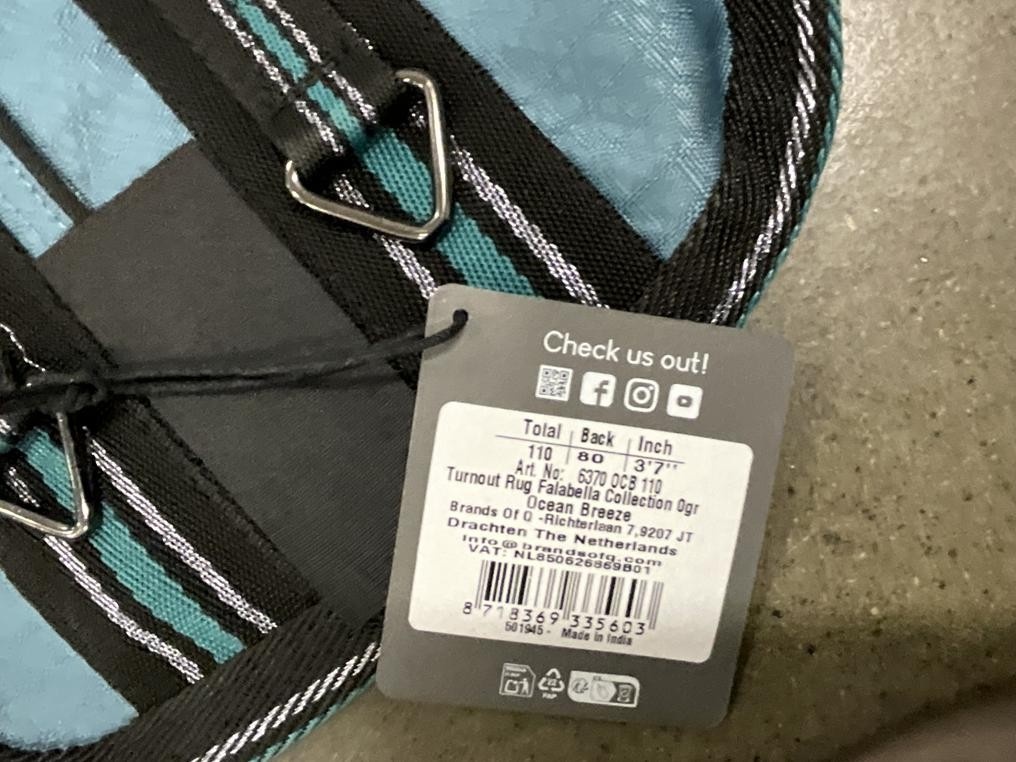 Check us out!
Total | Back | Inch
110 | 80 | 3'7''
Art. No: 6370 OCB 110
Turnout Rug Falabella Collection 0gr
Ocean Breeze
Brands Of Q -Richterlaan 7,9207 JT
Drachten The Netherlands
Info@brandsofq.com
VAT: NL850626869B01
8 718369 335603
501945- Made in India
PAP